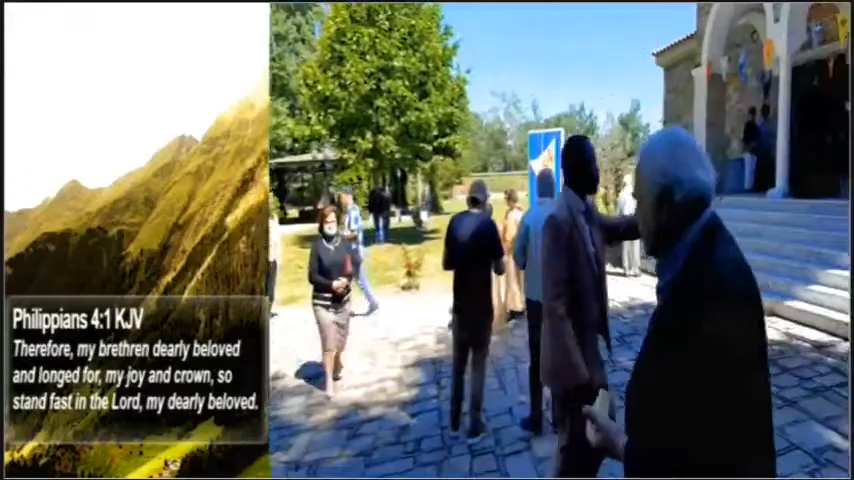 Philippians 4:1 KJV
Therefore, my brethren dearly beloved
and longed for, my joy and crown, so
stand fast in the Lord, my dearly beloved.